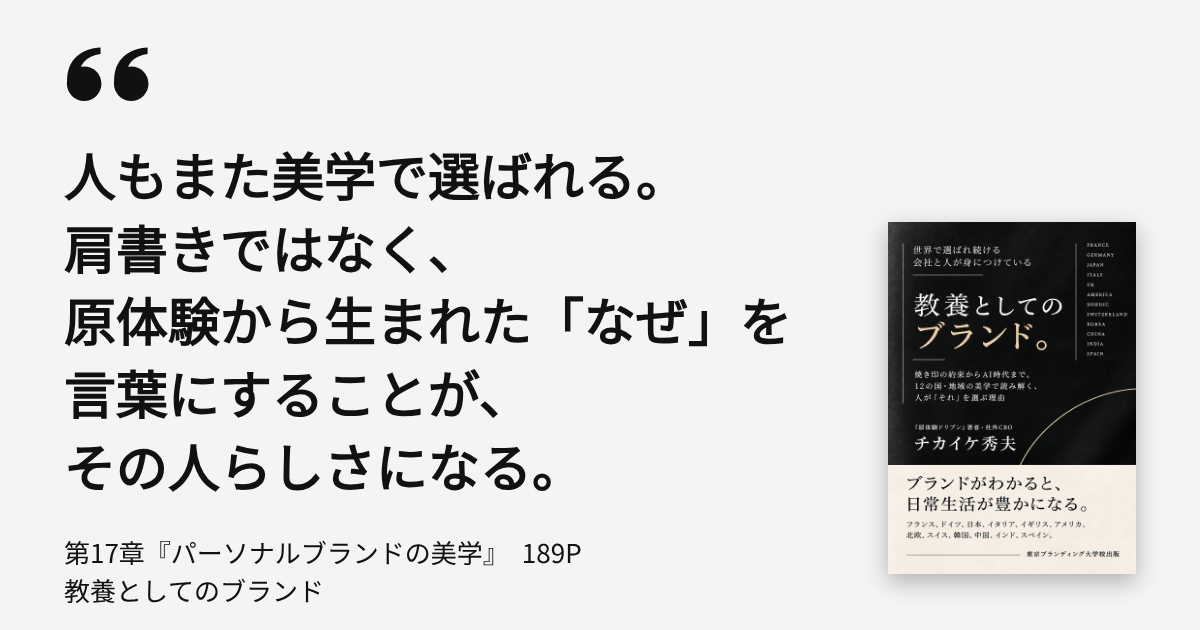 “
人もまた美学で選ばれる。
肩書きではなく、
原体験から生まれた「なぜ」を
言葉にすることが、
その人らしさになる。
第17章『パーソナルブランドの美学』 189P
教養としてのブランド
世界で選ばれ続ける
会社と人が身につけている
教養としての
ブランド。
焼き印の約束からAI時代まで。
12の国・地域の美学で読み解く、
人が「それ」を選ぶ理由
『原体験ドリブン』著者・社外CBO
チカイケ秀夫
FRANCE
GERMANY
JAPAN
ITALY
UK
AMERICA
NORDIC
SWITZERLAND
KOREA
CHINA
INDIA
SPAIN
ブランドがわかると、
日常生活が豊かになる。
フランス、ドイツ、日本、イタリア、イギリス、アメリカ、
北欧、スイス、韓国、中国、インド、スペイン。
東京ブランディング大学校出版